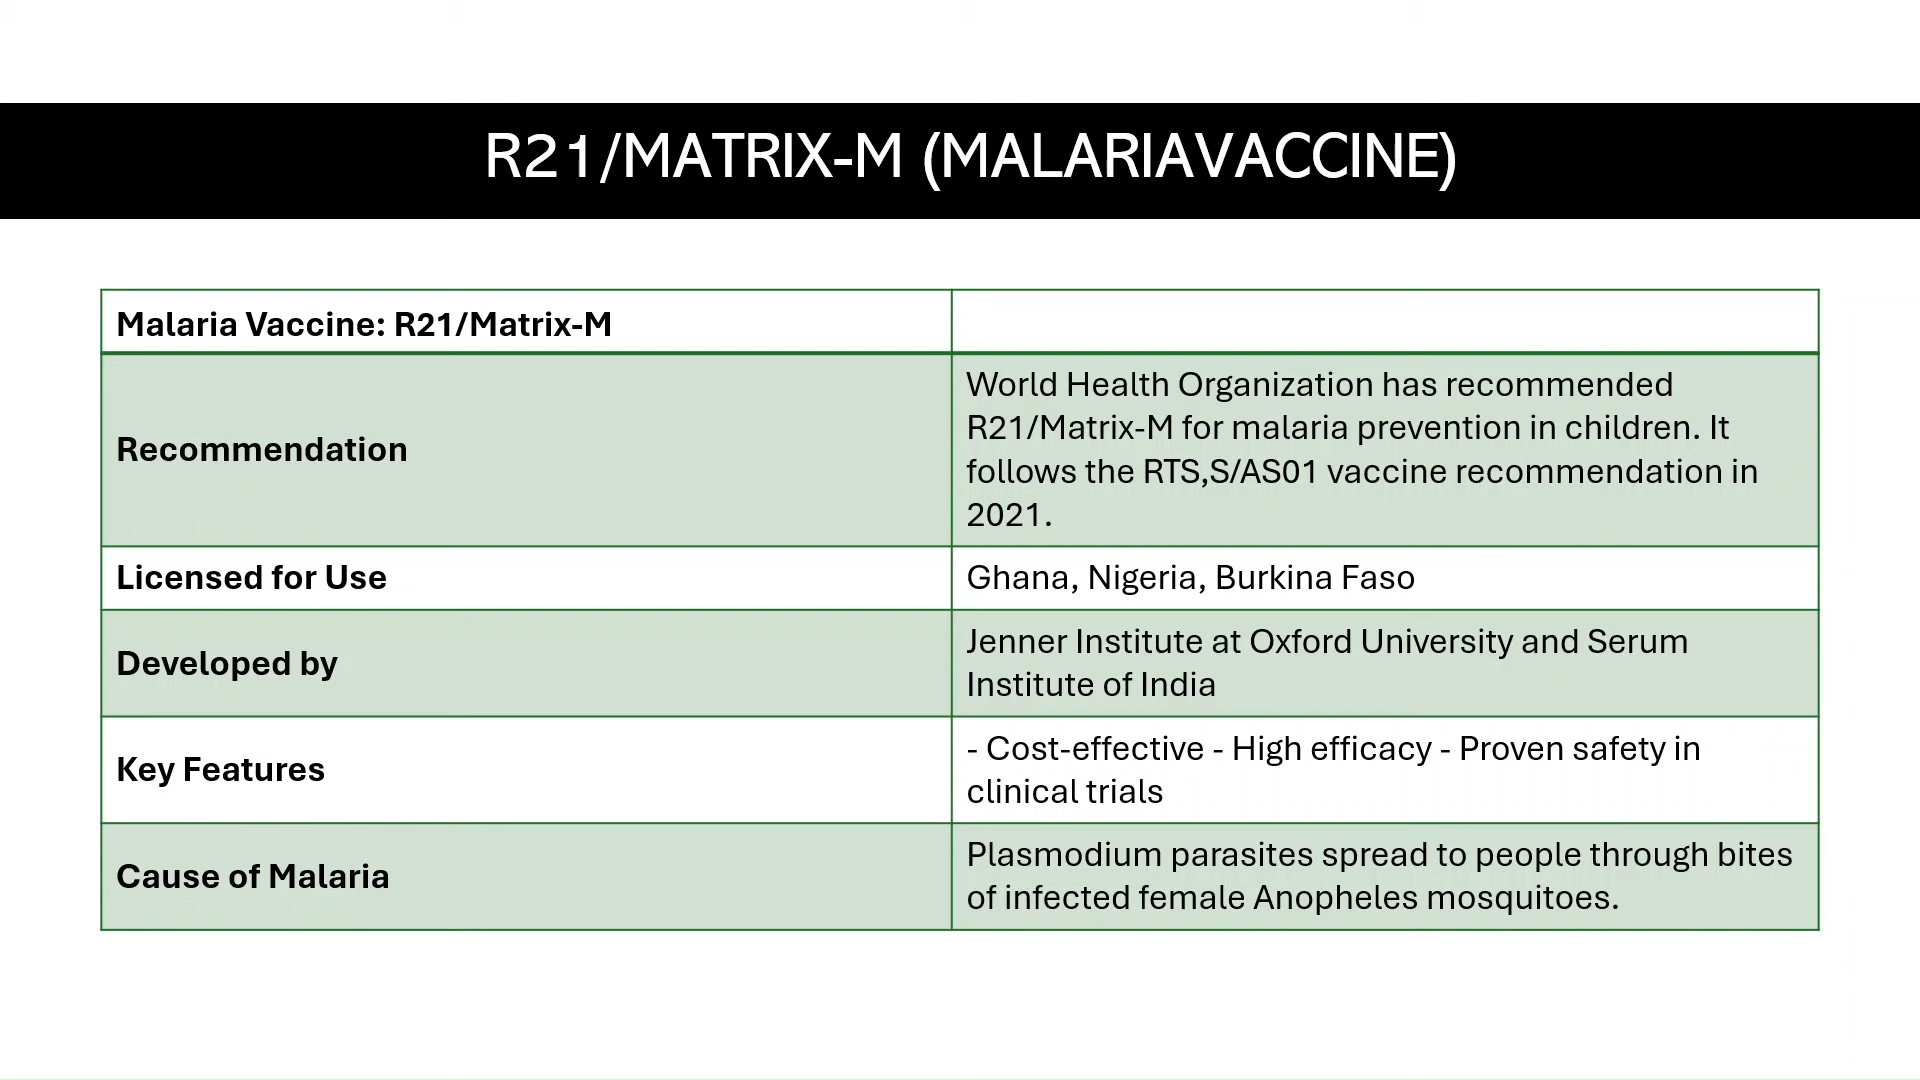 R21/MATRIX-M (MALARIAVACCINE)
Malaria Vaccine: R21/Matrix-M
Recommendation
World Health Organization has recommended
R21/Matrix-M for malaria prevention in children. It
follows the RTS,S/AS01 vaccine recommendation in
2021.
Licensed for Use
Ghana, Nigeria, Burkina Faso
Developed by
Jenner Institute at Oxford University and Serum
Institute of India
Key Features
- Cost-effective - High efficacy - Proven safety in
clinical trials
Cause of Malaria
Plasmodium parasites spread to people through bites
of infected female Anopheles mosquitoes.